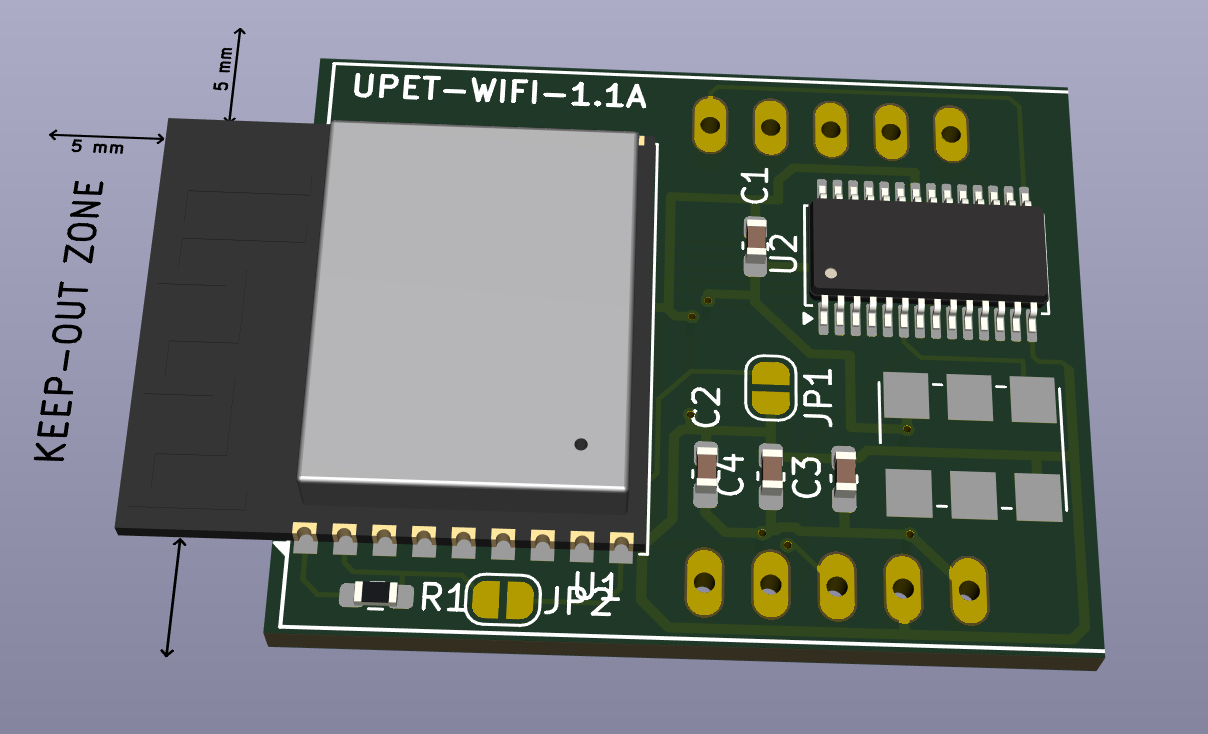 5 mm
UPET-WIFI-1.1A
5 mm
KEEP-OUT ZONE
C1
U2
JP1
C2
C4
C3
R1
U1
JP2